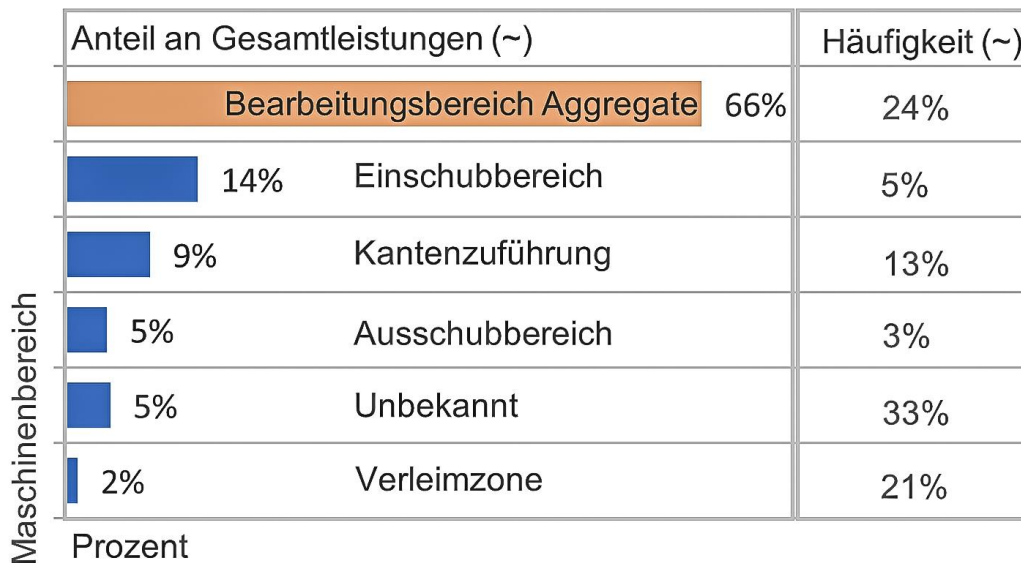 Anteil an Gesamtleistungen (~) Häufigkeit (~)
Bearbeitungsbereich Aggregate 66% 24%
14% Einschubbereich 5%
9% Kantenzuführung 13%
5% Ausschubbereich 3%
5% Unbekannt 33%
2% Verleimzone 21%
Maschinenbereich
Prozent